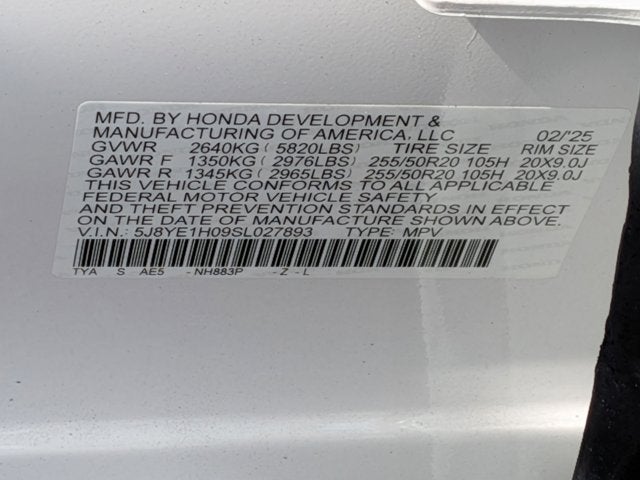 MFD. BY HONDA DEVELOPMENT &
MANUFACTURING OF AMERICA, LLC 02/'25
GVWR 2640KG ( 5820LBS) TIRE SIZE RIM SIZE
GAWR F 1350KG ( 2976LBS) 255/50R20 105H 20X9.0J
GAWR R 1345KG ( 2965LBS) 255/50R20 105H 20X9.0J
THIS VEHICLE CONFORMS TO ALL APPLICABLE
FEDERAL MOTOR VEHICLE SAFETY
AND THEFT PREVENTION STANDARDS IN EFFECT
ON THE DATE OF MANUFACTURE SHOWN ABOVE.
V.I.N.: 5J8YE1H09SL027893 TYPE: MPV
TYA S AE5 - NH883P - Z - L